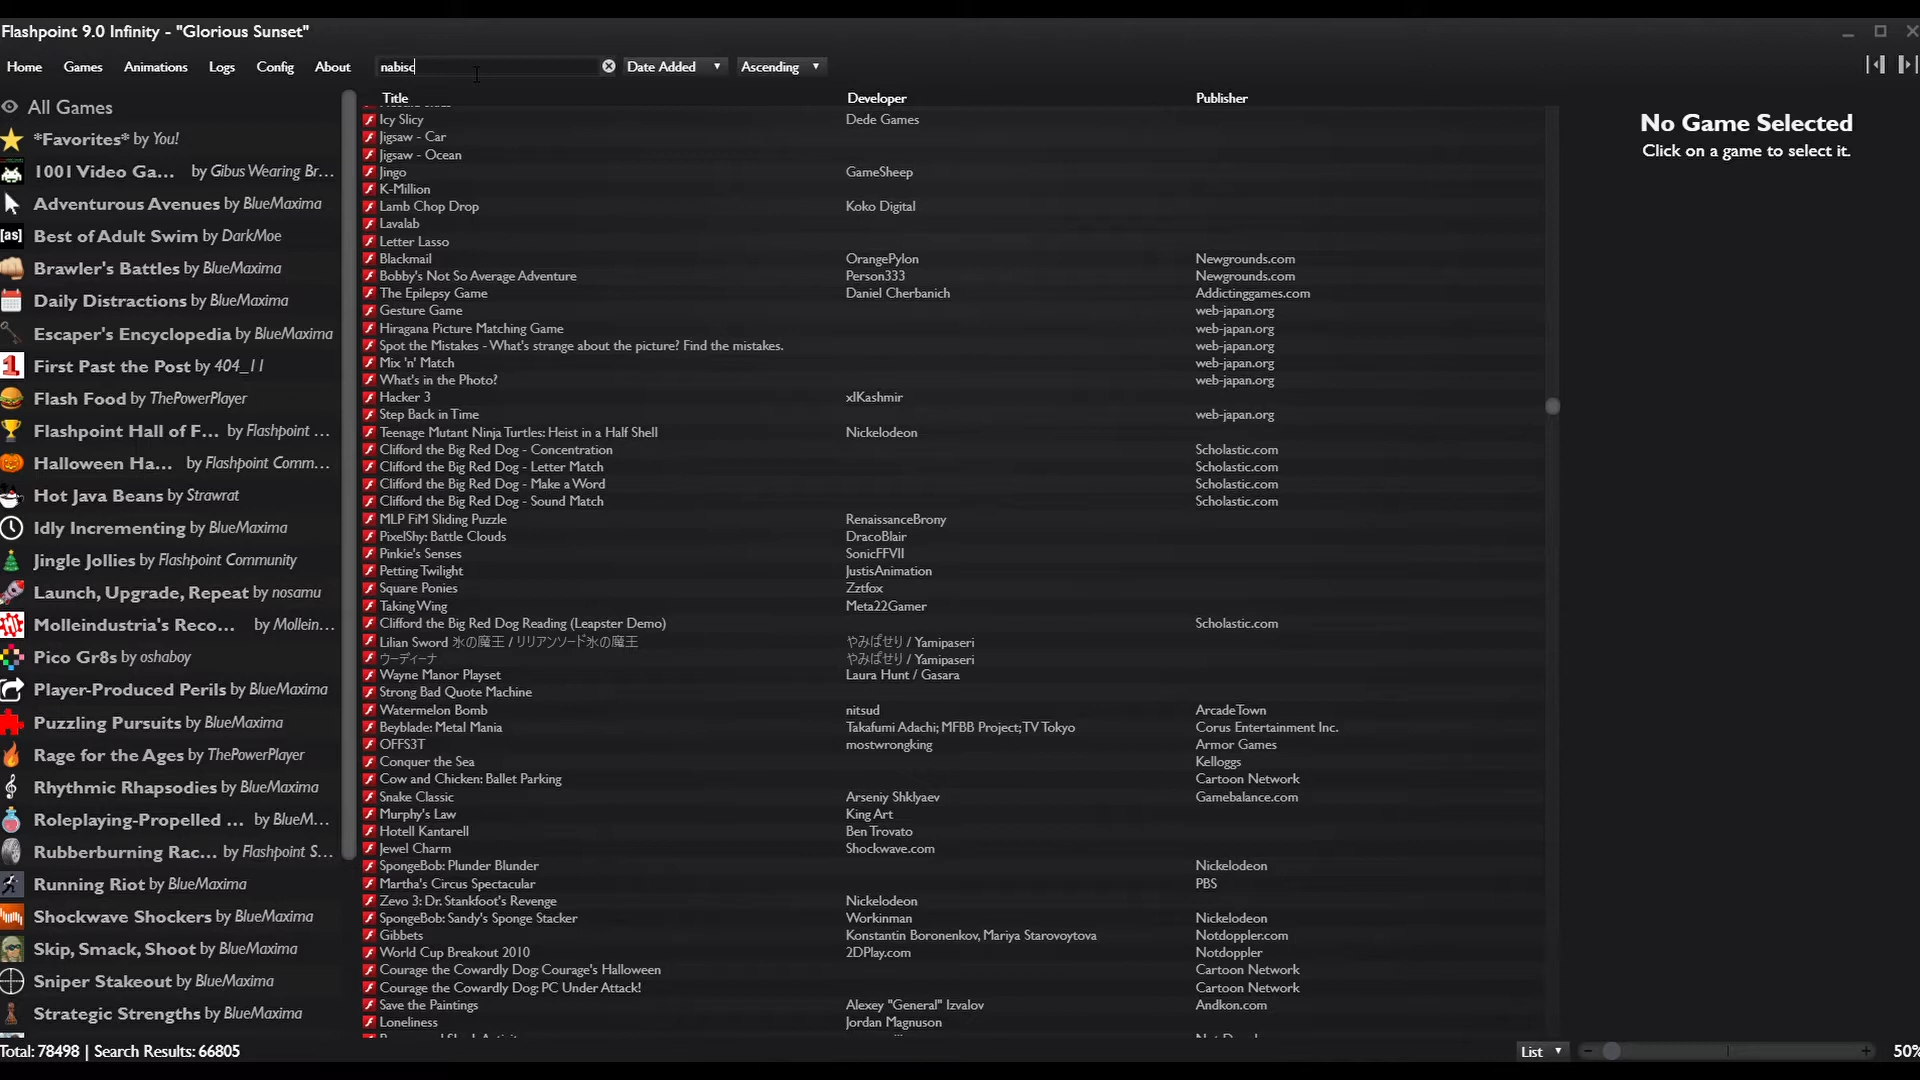 Flashpoint 9.0 Infinity - "Glorious Sunset"
Home Games Animations Logs Config About nabisc Date Added Ascending
All Games
*Favorites* by You!
1001 Video Ga... by Gibus Wearing Br...
Adventurous Avenues by BlueMaxima
[as] Best of Adult Swim by DarkMoe
Brawler's Battles by BlueMaxima
Daily Distractions by BlueMaxima
Escaper's Encyclopedia by BlueMaxima
1 First Past the Post by 404_11
Flash Food by ThePowerPlayer
Flashpoint Hall of F... by Flashpoint ...
Halloween Ha... by Flashpoint Comm...
Hot Java Beans by Strawrat
Idly Incrementing by BlueMaxima
Jingle Jollies by Flashpoint Community
Launch, Upgrade, Repeat by nosamu
Molleindustria's Reco... by Mollein...
Pico Gr8s by oshaboy
Player-Produced Perils by BlueMaxima
Puzzling Pursuits by BlueMaxima
Rage for the Ages by ThePowerPlayer
Rhythmic Rhapsodies by BlueMaxima
Roleplaying-Propelled ... by BlueM...
Rubberburning Rac... by Flashpoint S...
Running Riot by BlueMaxima
Shockwave Shockers by BlueMaxima
Skip, Smack, Shoot by BlueMaxima
Sniper Stakeout by BlueMaxima
Strategic Strengths by BlueMaxima
Title Developer Publisher
Icy Slicy Dede Games
Jigsaw - Car
Jigsaw - Ocean
Jingo GameSheep
K-Million
Lamb Chop Drop Koko Digital
Lavalab
Letter Lasso
Blackmail OrangePylon Newgrounds.com
Bobby's Not So Average Adventure Person333 Newgrounds.com
The Epilepsy Game Daniel Cherbanich Addictinggames.com
Gesture Game web-japan.org
Hiragana Picture Matching Game web-japan.org
Spot the Mistakes - What's strange about the picture? Find the mistakes. web-japan.org
Mix 'n' Match web-japan.org
What's in the Photo? web-japan.org
Hacker 3 xlKashmir
Step Back in Time web-japan.org
Teenage Mutant Ninja Turtles: Heist in a Half Shell Nickelodeon
Clifford the Big Red Dog - Concentration Scholastic.com
Clifford the Big Red Dog - Letter Match Scholastic.com
Clifford the Big Red Dog - Make a Word Scholastic.com
Clifford the Big Red Dog - Sound Match Scholastic.com
MLP FiM Sliding Puzzle RenaissanceBrony
PixelShy: Battle Clouds DracoBlair
Pinkie's Senses SonicFFVII
Petting Twilight JustisAnimation
Square Ponies Zztfox
Taking Wing Meta22Gamer
Clifford the Big Red Dog Reading (Leapster Demo) Scholastic.com
Lilian Sword 氷の魔王 / リリアンソード氷の魔王 やみぱせり / Yamipaseri
ウーディーナ やみぱせり / Yamipaseri
Wayne Manor Playset Laura Hunt / Gasara
Strong Bad Quote Machine
Watermelon Bomb nitsud ArcadeTown
Beyblade: Metal Mania Takafumi Adachi; MFBB Project; TV Tokyo Corus Entertainment Inc.
OFFS3T mostwrongking Armor Games
Conquer the Sea Kelloggs
Cow and Chicken: Ballet Parking Cartoon Network
Snake Classic Arseniy Shklyaev Gamebalance.com
Murphy's Law King Art
Hotell Kantarell Ben Trovato
Jewel Charm Shockwave.com
SpongeBob: Plunder Blunder Nickelodeon
Martha's Circus Spectacular PBS
Zevo 3: Dr. Stankfoot's Revenge Nickelodeon
SpongeBob: Sandy's Sponge Stacker Workinman Nickelodeon
Gibbets Konstantin Boronenkov, Mariya Starovoytova Notdoppler.com
World Cup Breakout 2010 2DPlay.com Notdoppler
Courage the Cowardly Dog: Courage's Halloween Cartoon Network
Courage the Cowardly Dog: PC Under Attack! Cartoon Network
Save the Paintings Alexey "General" Izvalov Andkon.com
Loneliness Jordan Magnuson
No Game Selected
Click on a game to select it.
Total: 78498 | Search Results: 66805 List 50%